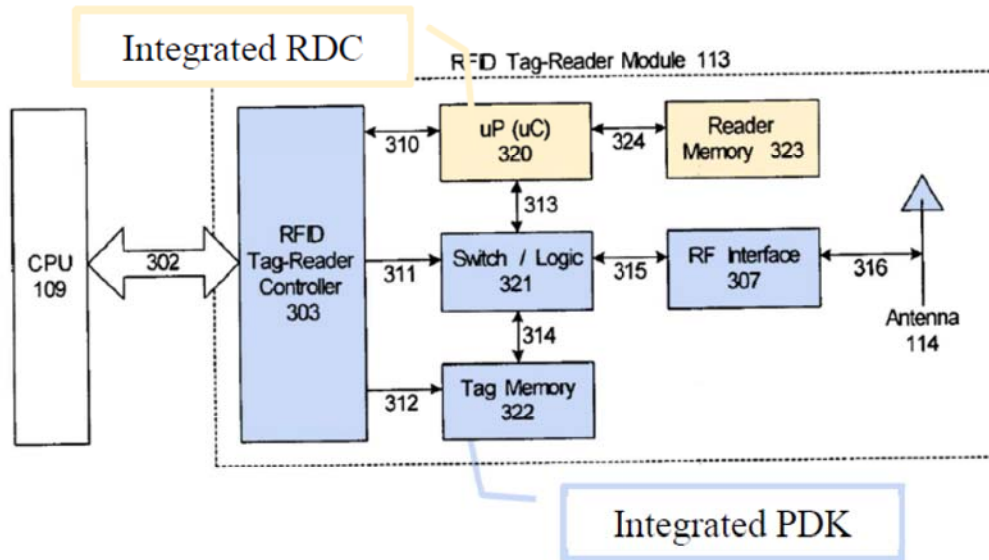 Integrated RDC
RFID Tag-Reader Module 113
uP (uC)
320
Reader
Memory 323
310
324
313
CPU
109
302
RFID
Tag-Reader
Controller
303
311
Switch / Logic
321
315
RF Interface
307
316
Antenna
114
314
312
Tag Memory
322
Integrated PDK